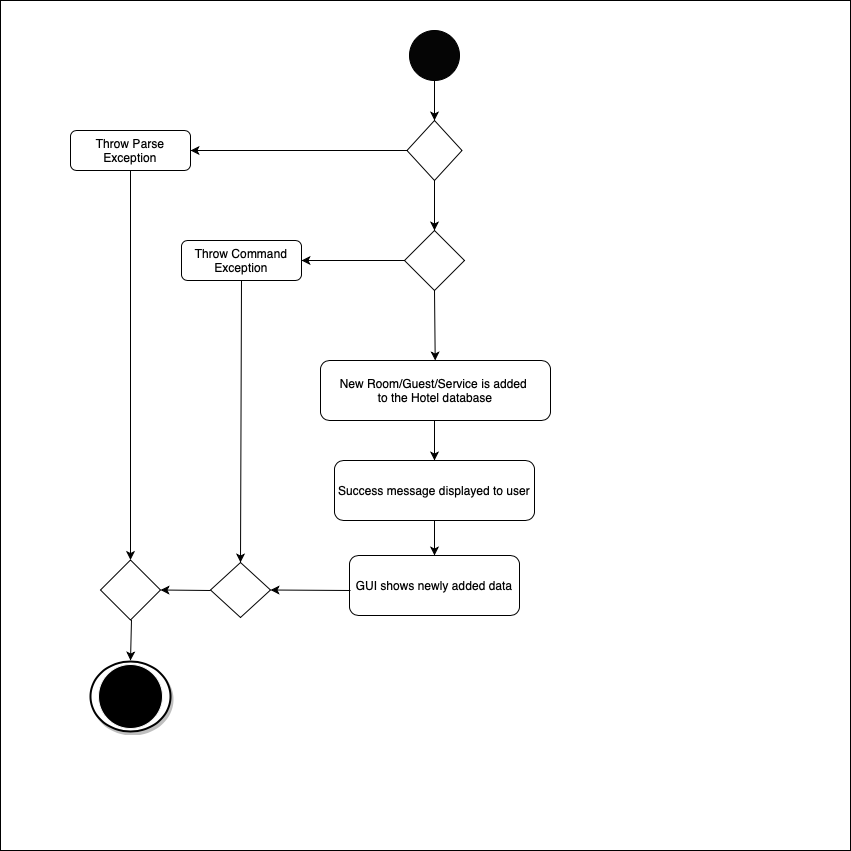 Throw Parse
Exception
Throw Command
Exception
New Room/Guest/Service is added
to the Hotel database
Success message displayed to user
GUI shows newly added data